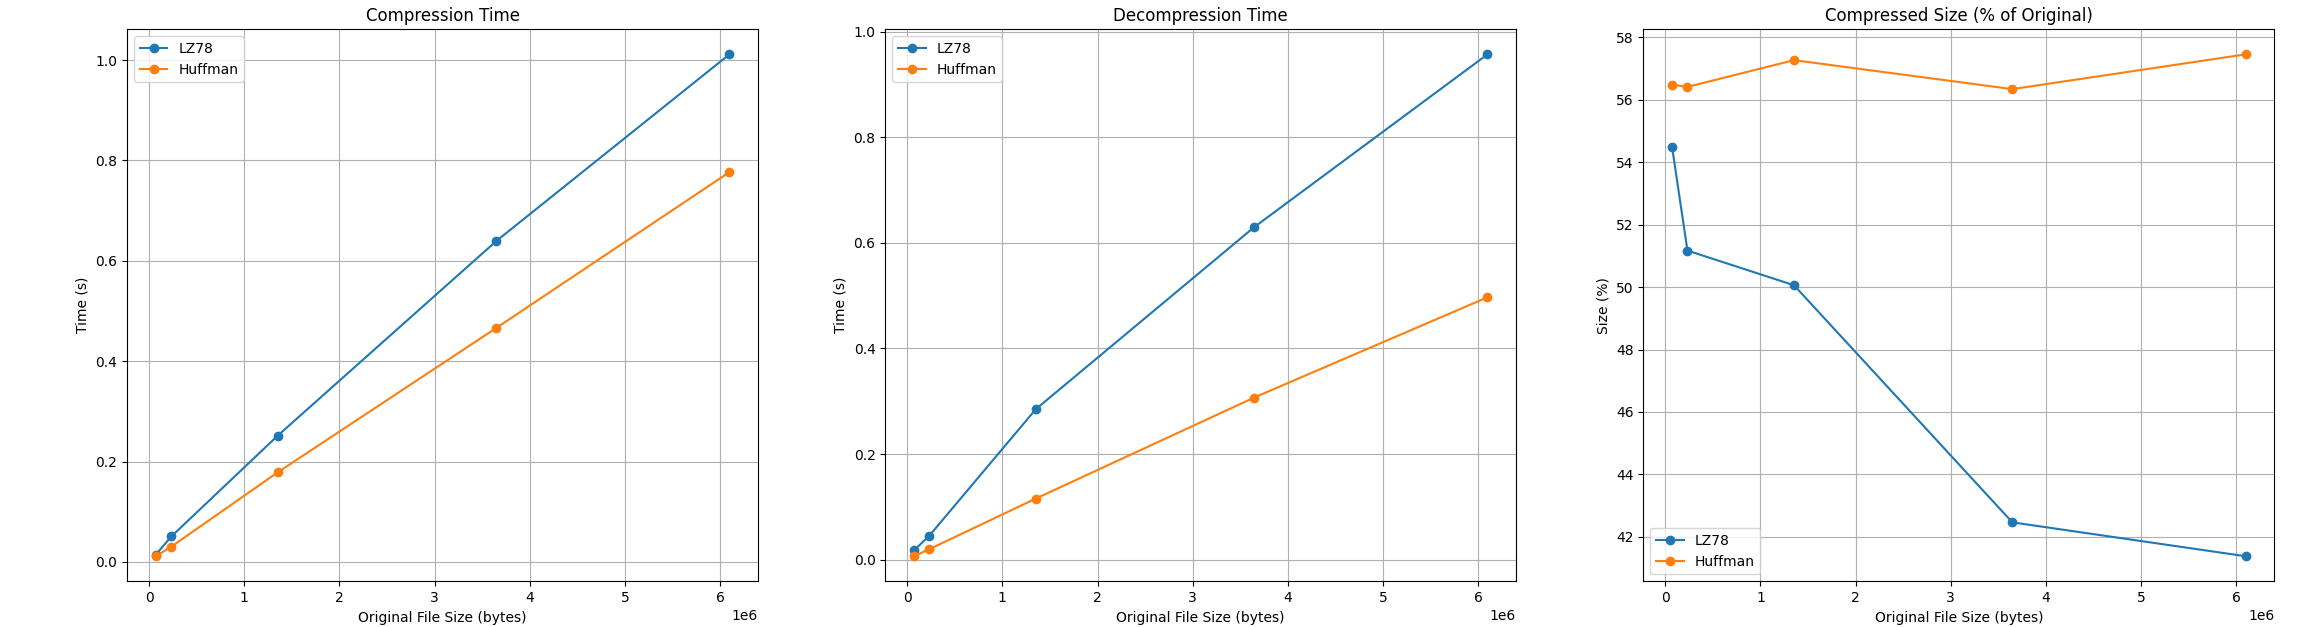 Compression Time
LZ78
Huffman
1.0
0.8
0.6
0.4
0.2
0.0
Time (s)
0 1 2 3 4 5 6
1e6
Original File Size (bytes)
Decompression Time
LZ78
Huffman
1.0
0.8
0.6
0.4
0.2
0.0
Time (s)
0 1 2 3 4 5 6
1e6
Original File Size (bytes)
Compressed Size (% of Original)
58
56
54
52
50
48
46
44
42
Size (%)
LZ78
Huffman
0 1 2 3 4 5 6
1e6
Original File Size (bytes)